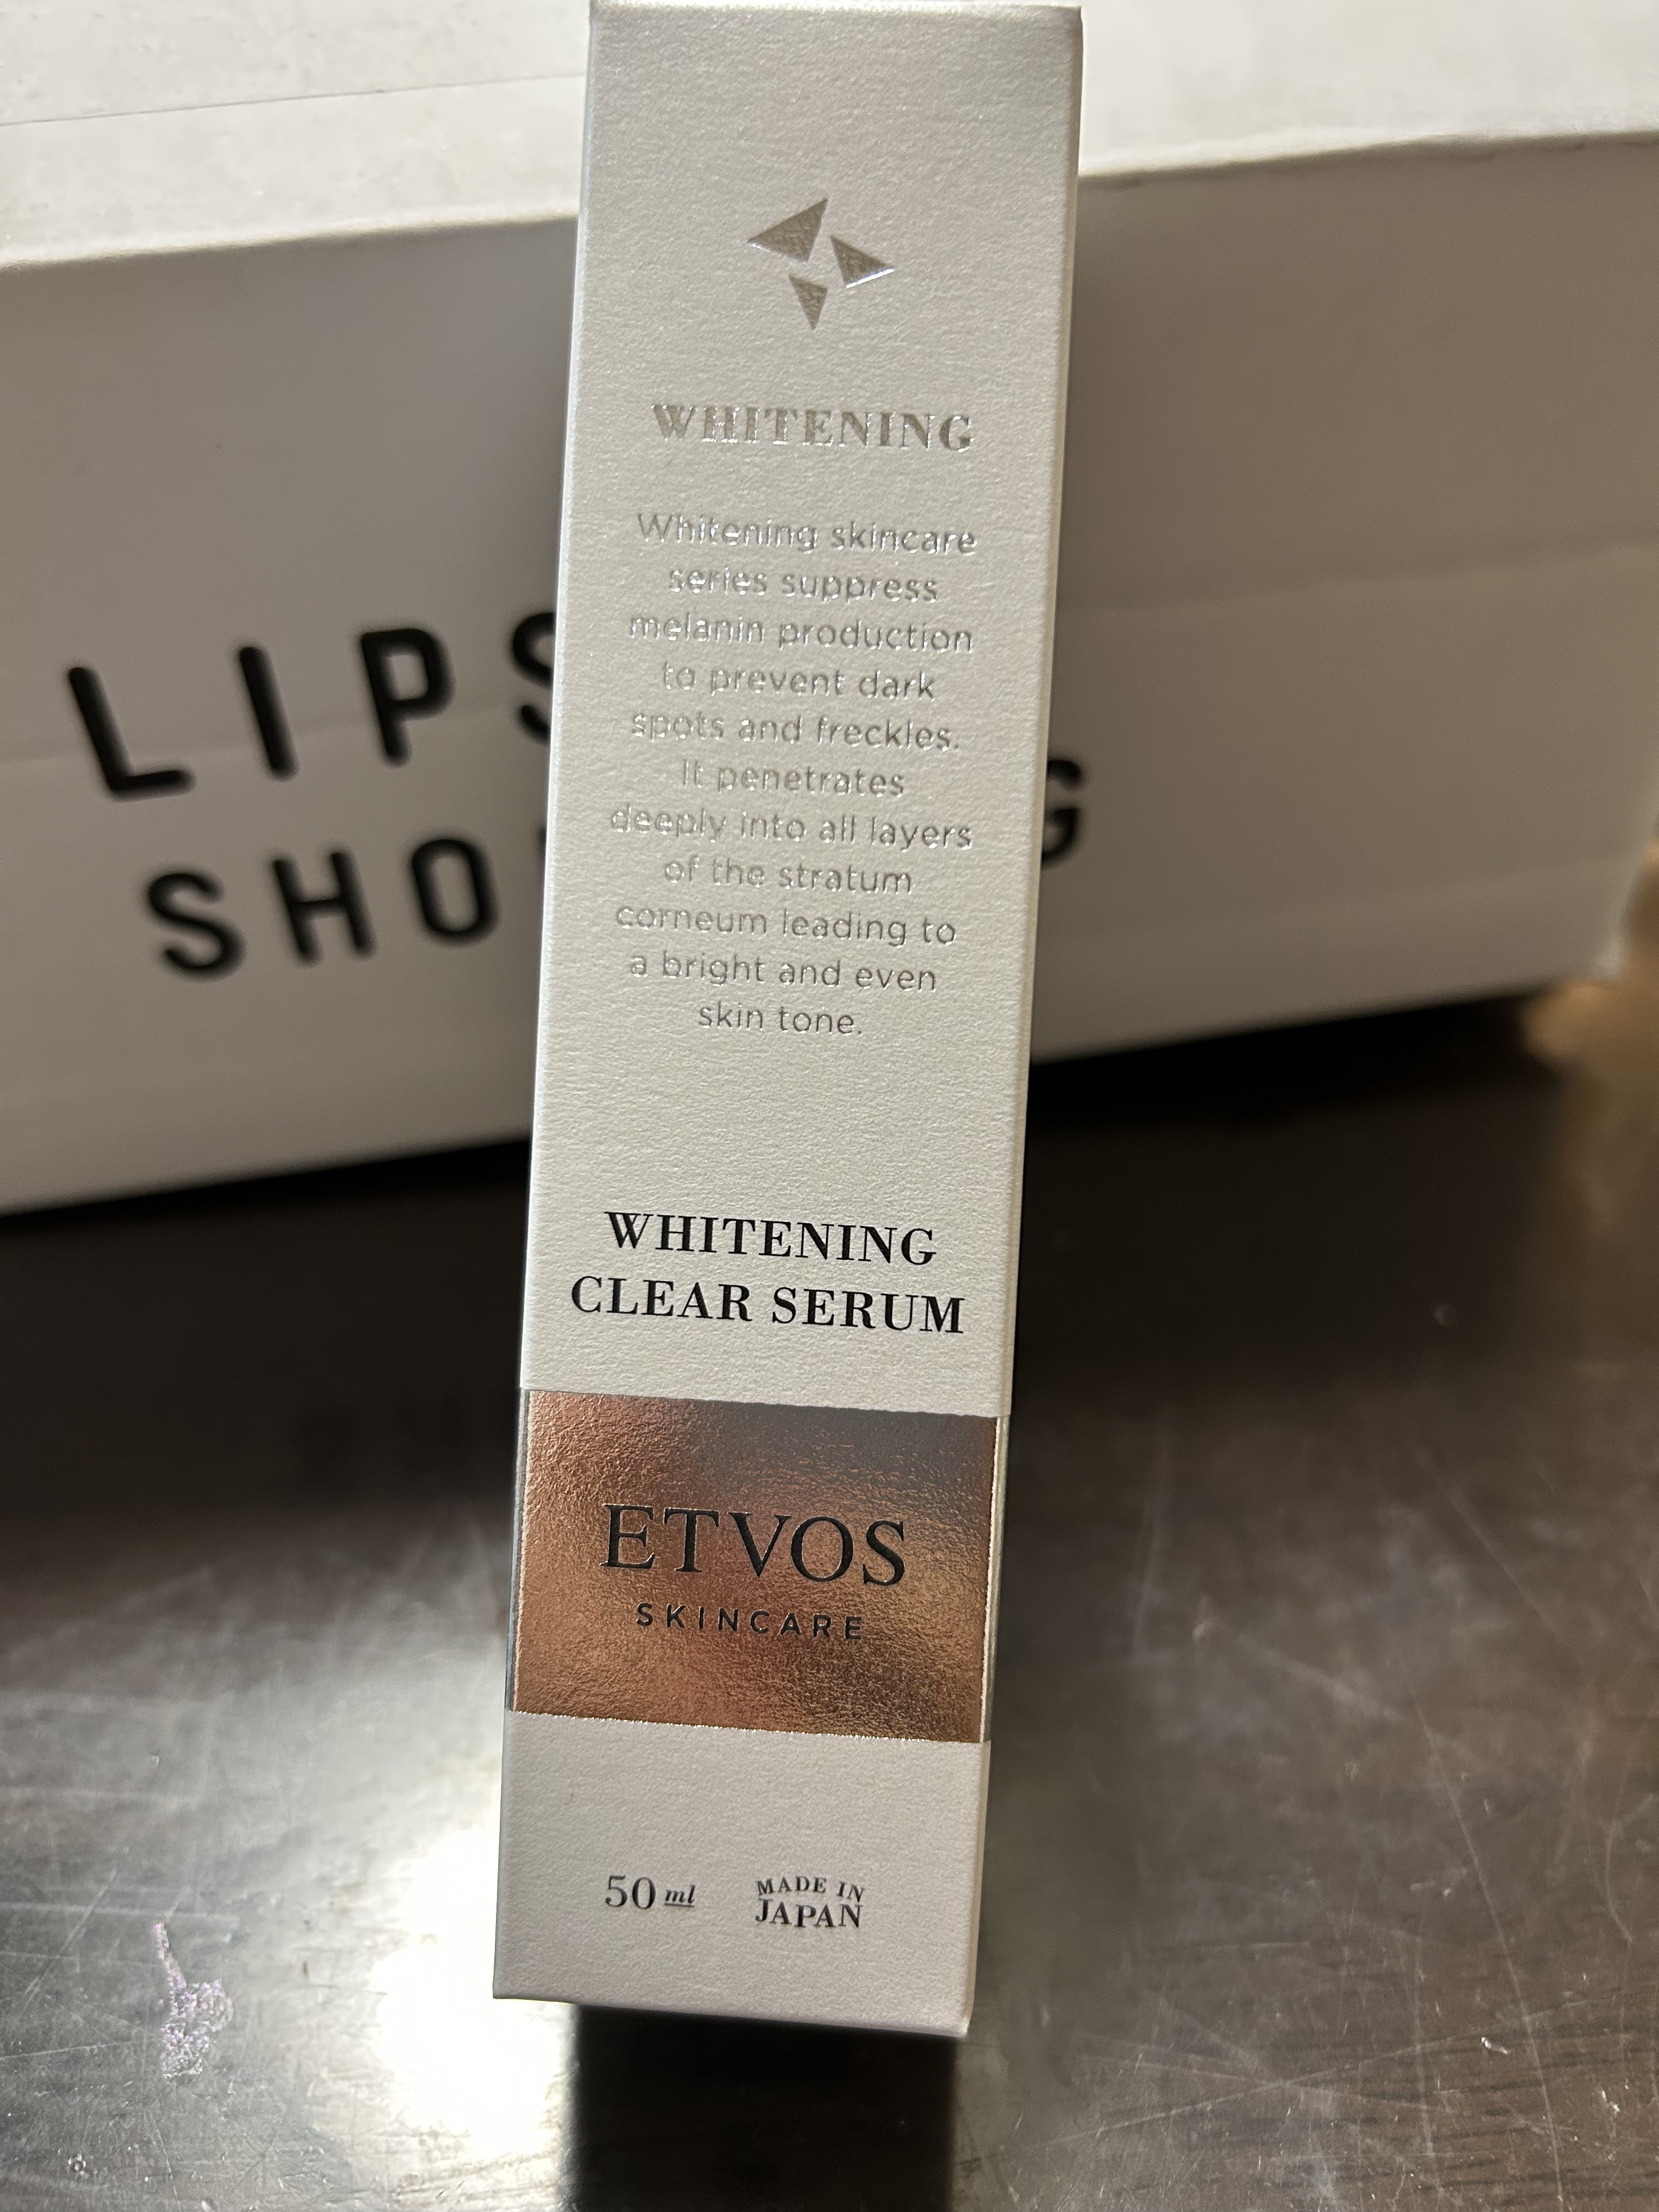 WHITENING
Whitening skincare
series suppress
melanin production
to prevent dark
spots and freckles.
It penetrates
deeply into all layers
of the stratum
corneum leading to
a bright and even
skin tone.
WHITENING
CLEAR SERUM
ETVOS
SKINCARE
50 ml
MADE IN
JAPAN
LIPS
SHO
G